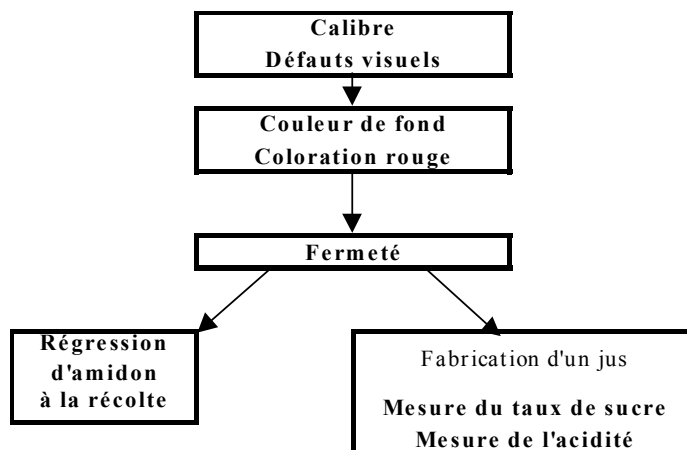 Calibre
Défauts visuels
Couleur de fond
Coloration rouge
Fermeté
Régression
d'amidon
à la récolte
Fabrication d'un jus
Mesure du taux de sucre
Mesure de l'acidité